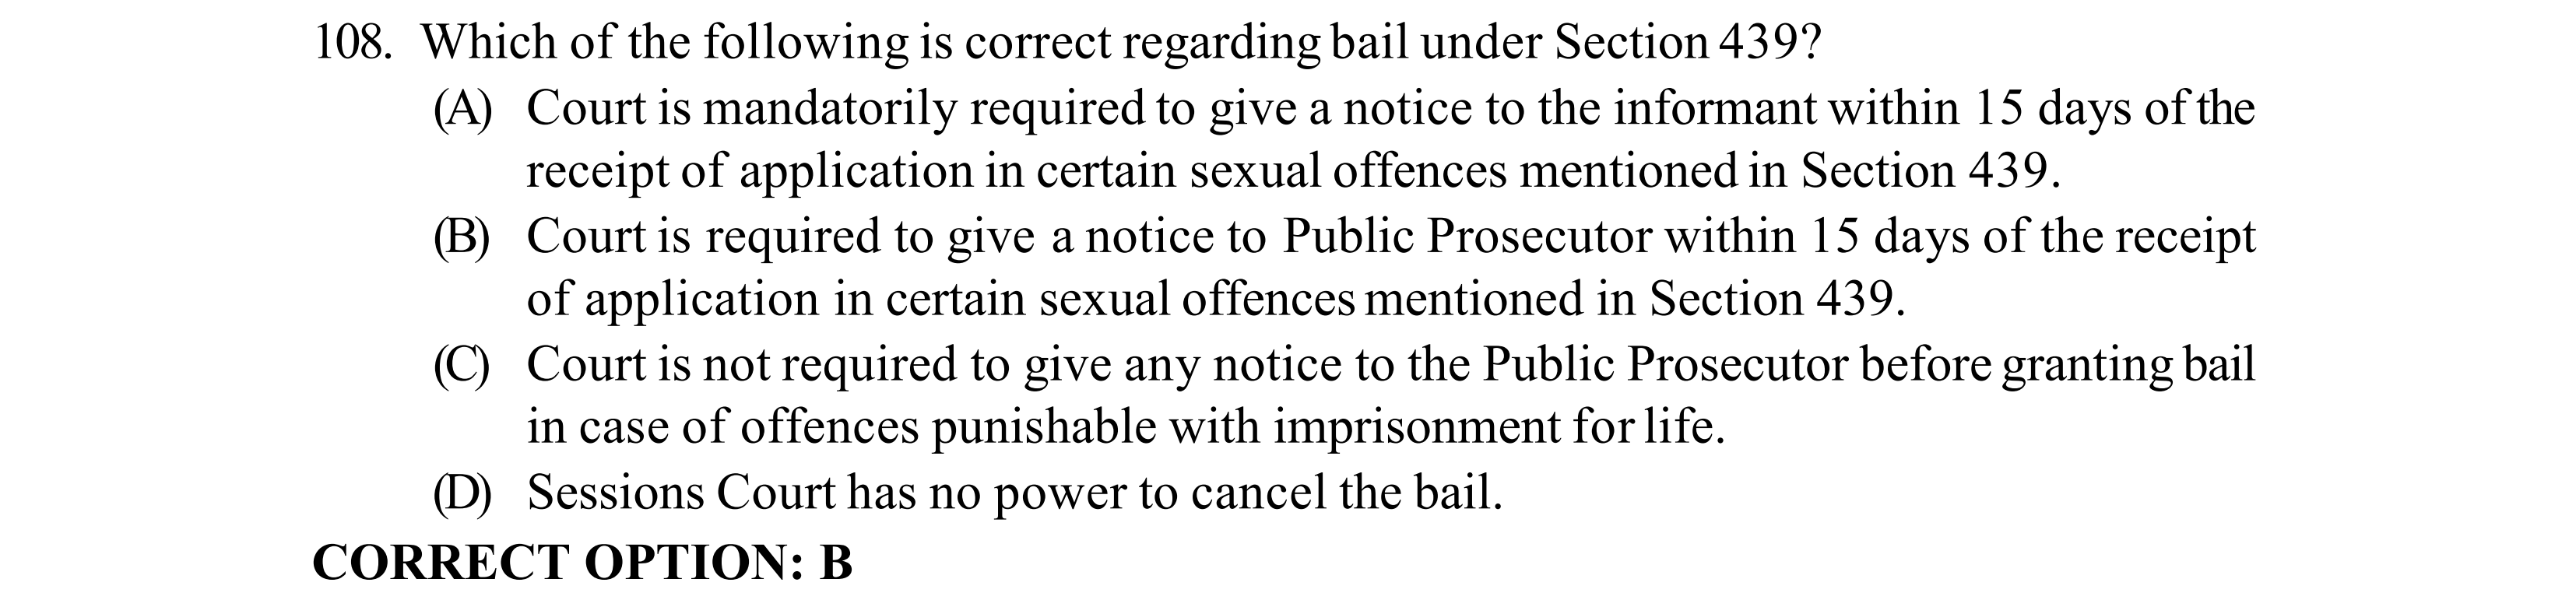 108. Which of the following is correct regarding bail under Section 439?
(A) Court is mandatorily required to give a notice to the informant within 15 days of the
receipt of application in certain sexual offences mentioned in Section 439.
(B) Court is required to give a notice to Public Prosecutor within 15 days of the receipt
of application in certain sexual offences mentioned in Section 439.
(C) Court is not required to give any notice to the Public Prosecutor before granting bail
in case of offences punishable with imprisonment for life.
(D) Sessions Court has no power to cancel the bail.
CORRECT OPTION: B